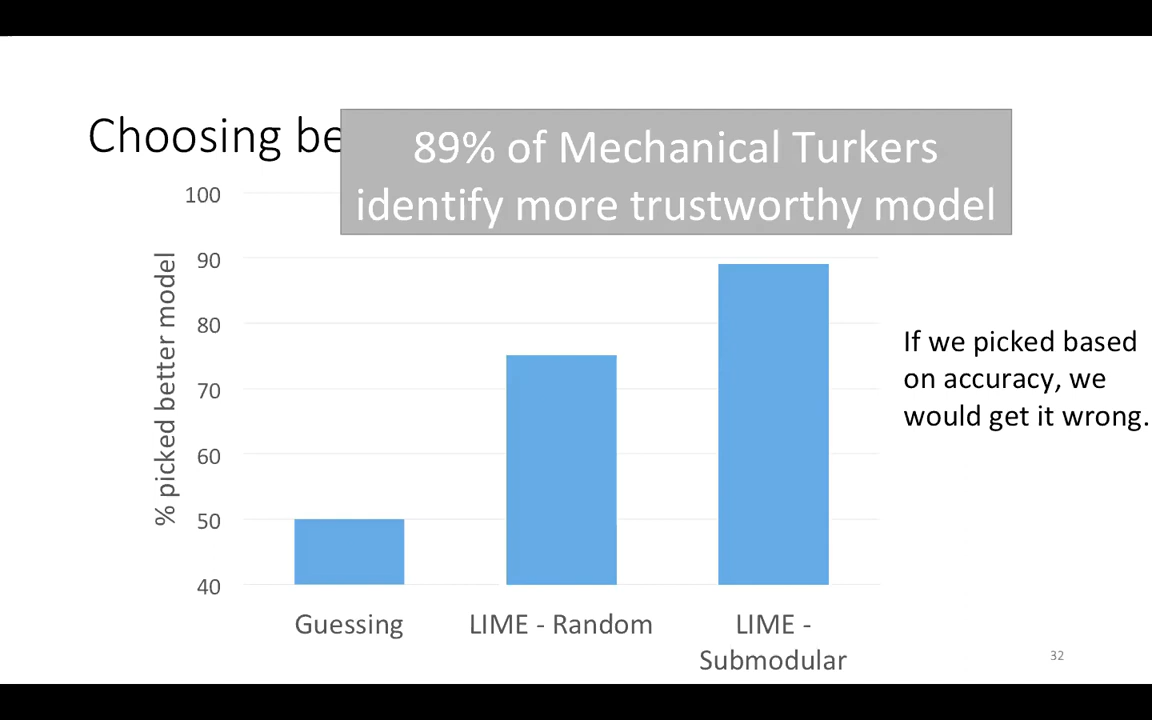 Choosing be
89% of Mechanical Turkers
identify more trustworthy model
% picked better model
100
90
80
70
60
50
40
Guessing
LIME - Random
LIME -
Submodular
If we picked based
on accuracy, we
would get it wrong.
32